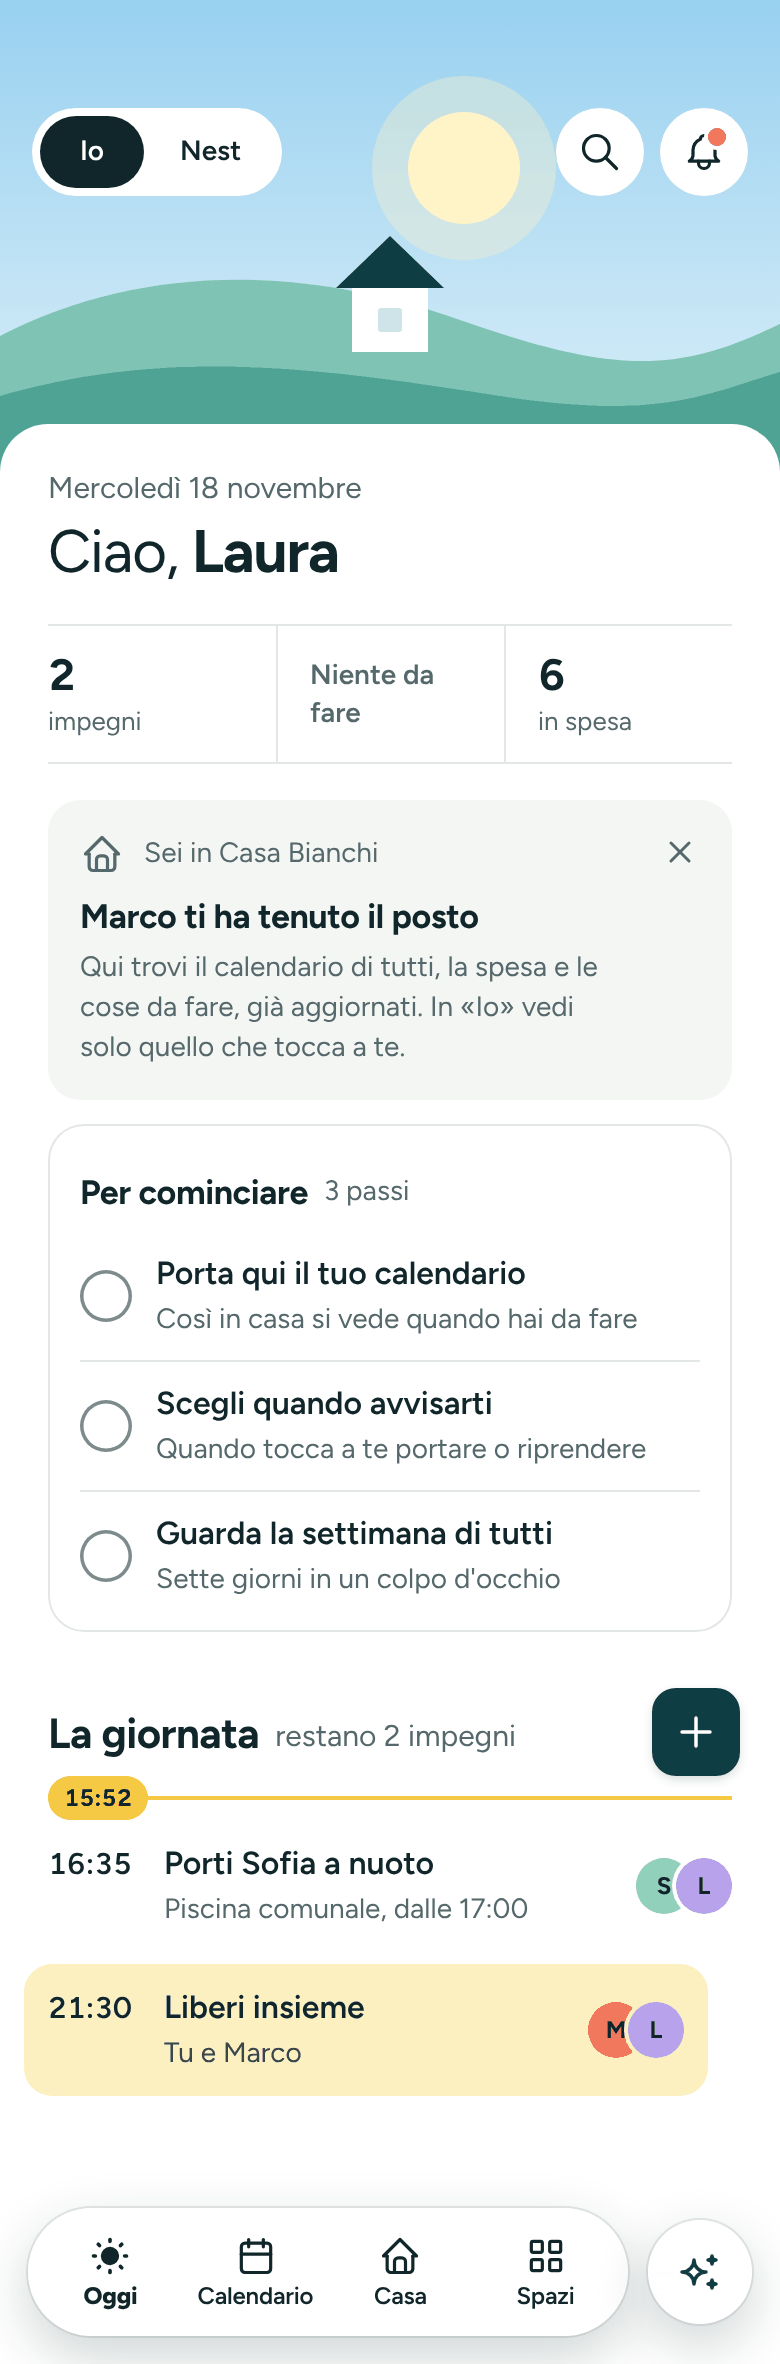 Io
Nest
Mercoledì 18 novembre
Ciao, Laura
2
impegni
Niente da
fare
6
in spesa
Sei in Casa Bianchi
Marco ti ha tenuto il posto
Qui trovi il calendario di tutti, la spesa e le
cose da fare, già aggiornati. In «Io» vedi
solo quello che tocca a te.
Per cominciare 3 passi
Porta qui il tuo calendario
Così in casa si vede quando hai da fare
Scegli quando avvisarti
Quando tocca a te portare o riprendere
Guarda la settimana di tutti
Sette giorni in un colpo d'occhio
La giornata restano 2 impegni
15:52
16:35 Porti Sofia a nuoto
Piscina comunale, dalle 17:00
S L
21:30 Liberi insieme
Tu e Marco
M L
Oggi
Calendario
Casa
Spazi